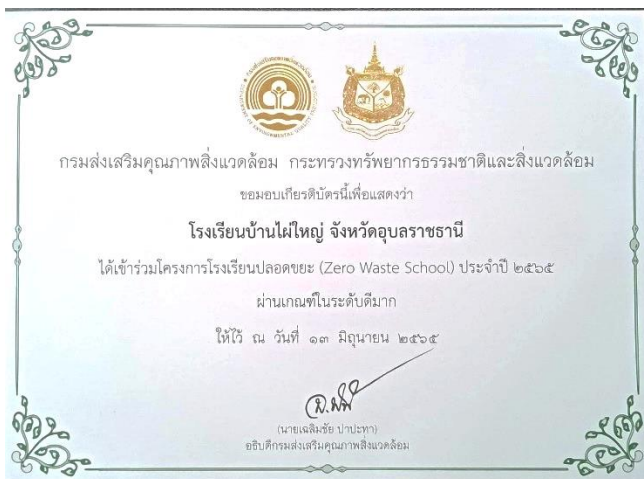 กรมส่งเสริมคุณภาพสิ่งแวดล้อม กระทรวงทรัพยากรธรรมชาติและสิ่งแวดล้อม
ขอมอบเกียรติบัตรนี้เพื่อแสดงว่า
โรงเรียนบ้านไผ่ใหญ่ จังหวัดอุบลราชธานี
ได้เข้าร่วมโครงการโรงเรียนปลอดขยะ (Zero Waste School) ประจำปี ๒๕๖๕
ผ่านเกณฑ์ในระดับดีมาก
ให้ไว้ ณ วันที่ ๑๓ มิถุนายน ๒๕๖๕
(นายเฉลิมชัย ปาปะทา)
อธิบดีกรมส่งเสริมคุณภาพสิ่งแวดล้อม